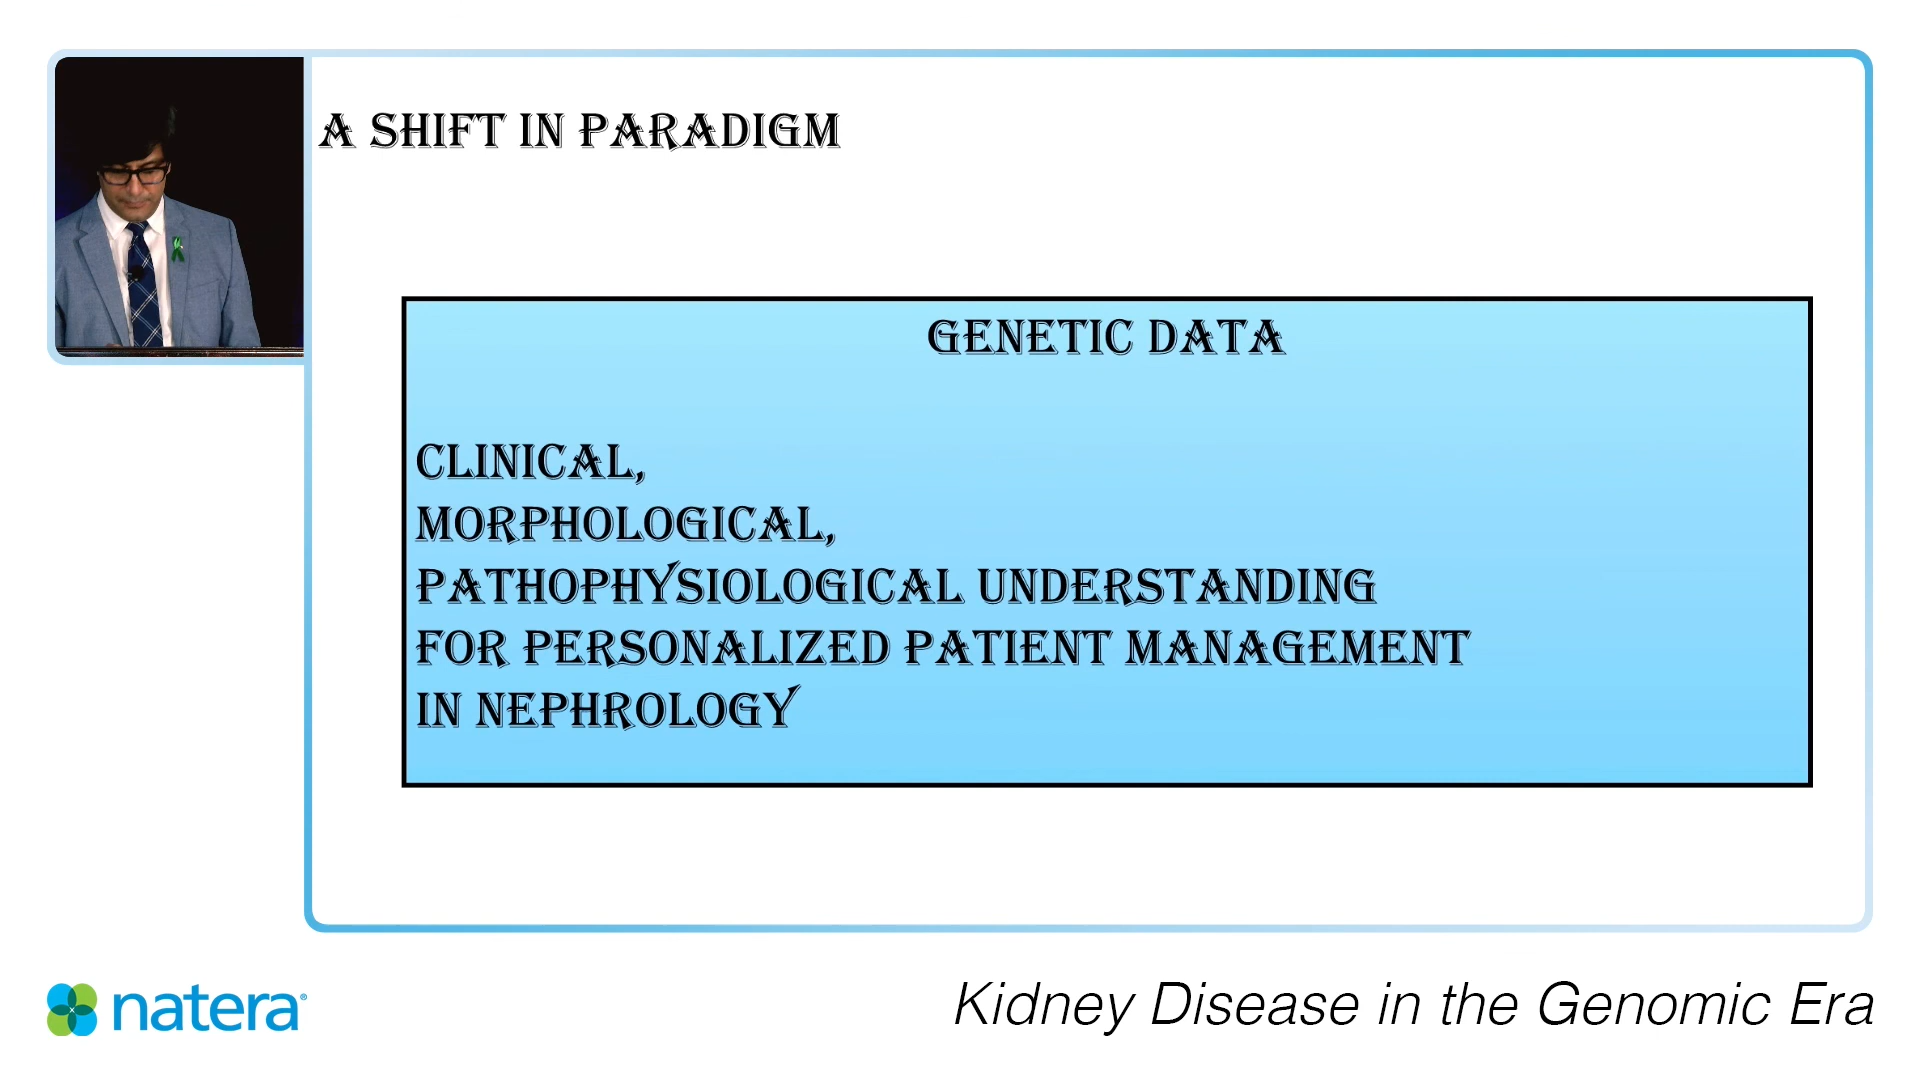 A SHIFT IN PARADIGM
GENETIC DATA
CLINICAL,
MORPHOLOGICAL,
PATHOPHYSIOLOGICAL UNDERSTANDING
FOR PERSONALIZED PATIENT MANAGEMENT
IN NEPHROLOGY
natera®
Kidney Disease in the Genomic Era